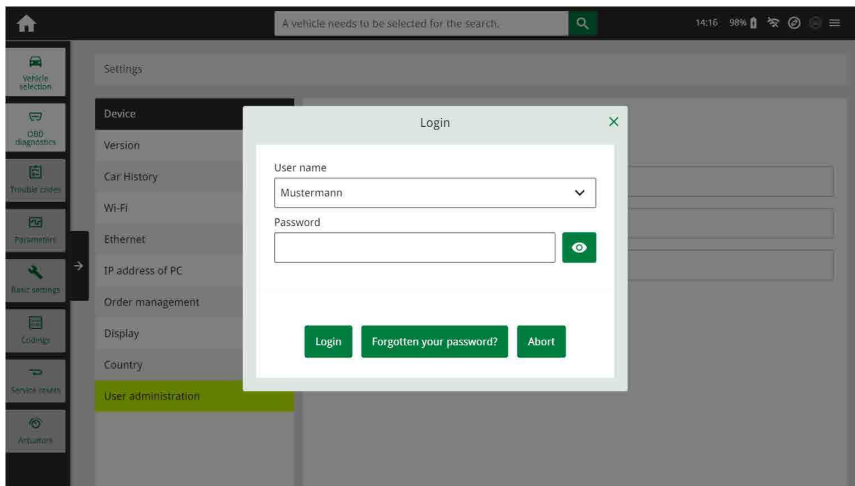 A vehicle needs to be selected for the search.
14:16 98%
Vehicle
selection
OBD
diagnostics
Trouble codes
Parameters
Basic settings
Codings
Service resets
Actuators
Settings
Device
Version
Car History
Wi-Fi
Ethernet
IP address of PC
Order management
Display
Country
User administration
Login
User name
Mustermann
Password
Login Forgotten your password? Abort